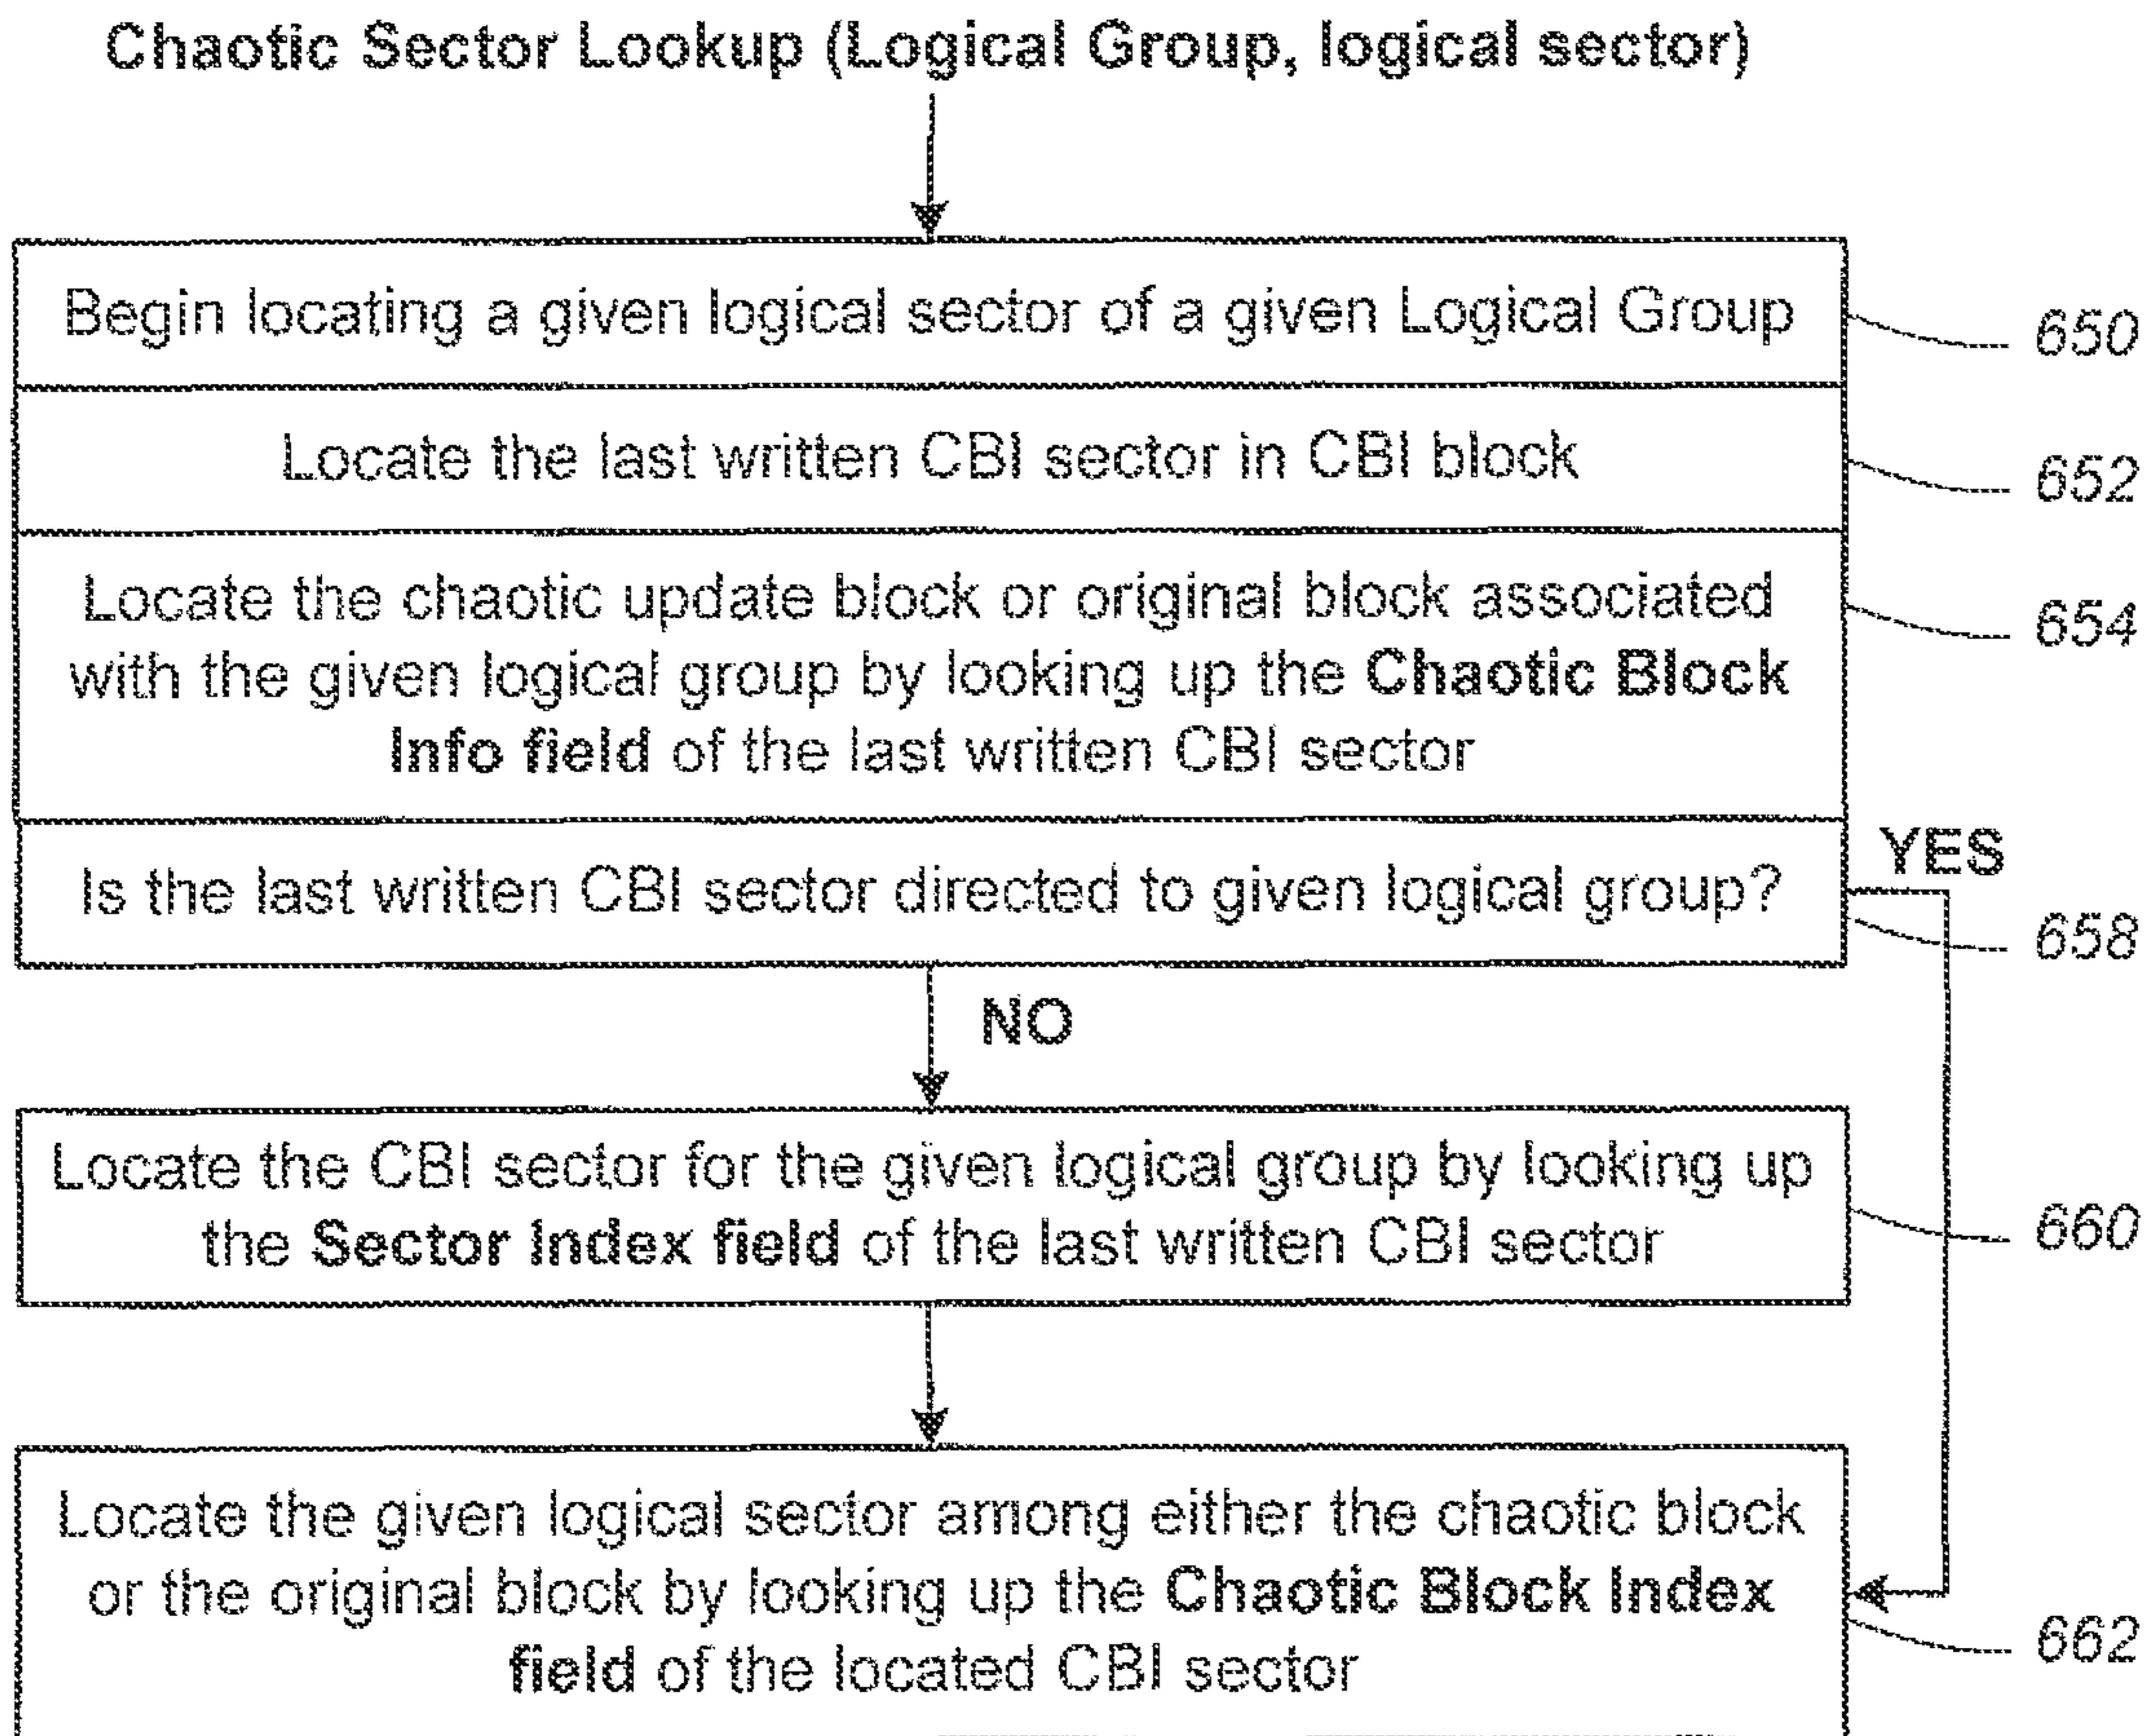 Chaotic Sector Lookup (Logical Group, logical sector)
Begin locating a given logical sector of a given Logical Group
650
Locate the last written CBI sector in CBI block
652
Locate the chaotic update block or original block associated
with the given logical group by looking up the Chaotic Block
Info field of the last written CBI sector
654
Is the last written CBI sector directed to given logical group?
YES
658
NO
Locate the CBI sector for the given logical group by looking up
the Sector Index field of the last written CBI sector
660
Locate the given logical sector among either the chaotic block
or the original block by looking up the Chaotic Block Index
field of the located CBI sector
662